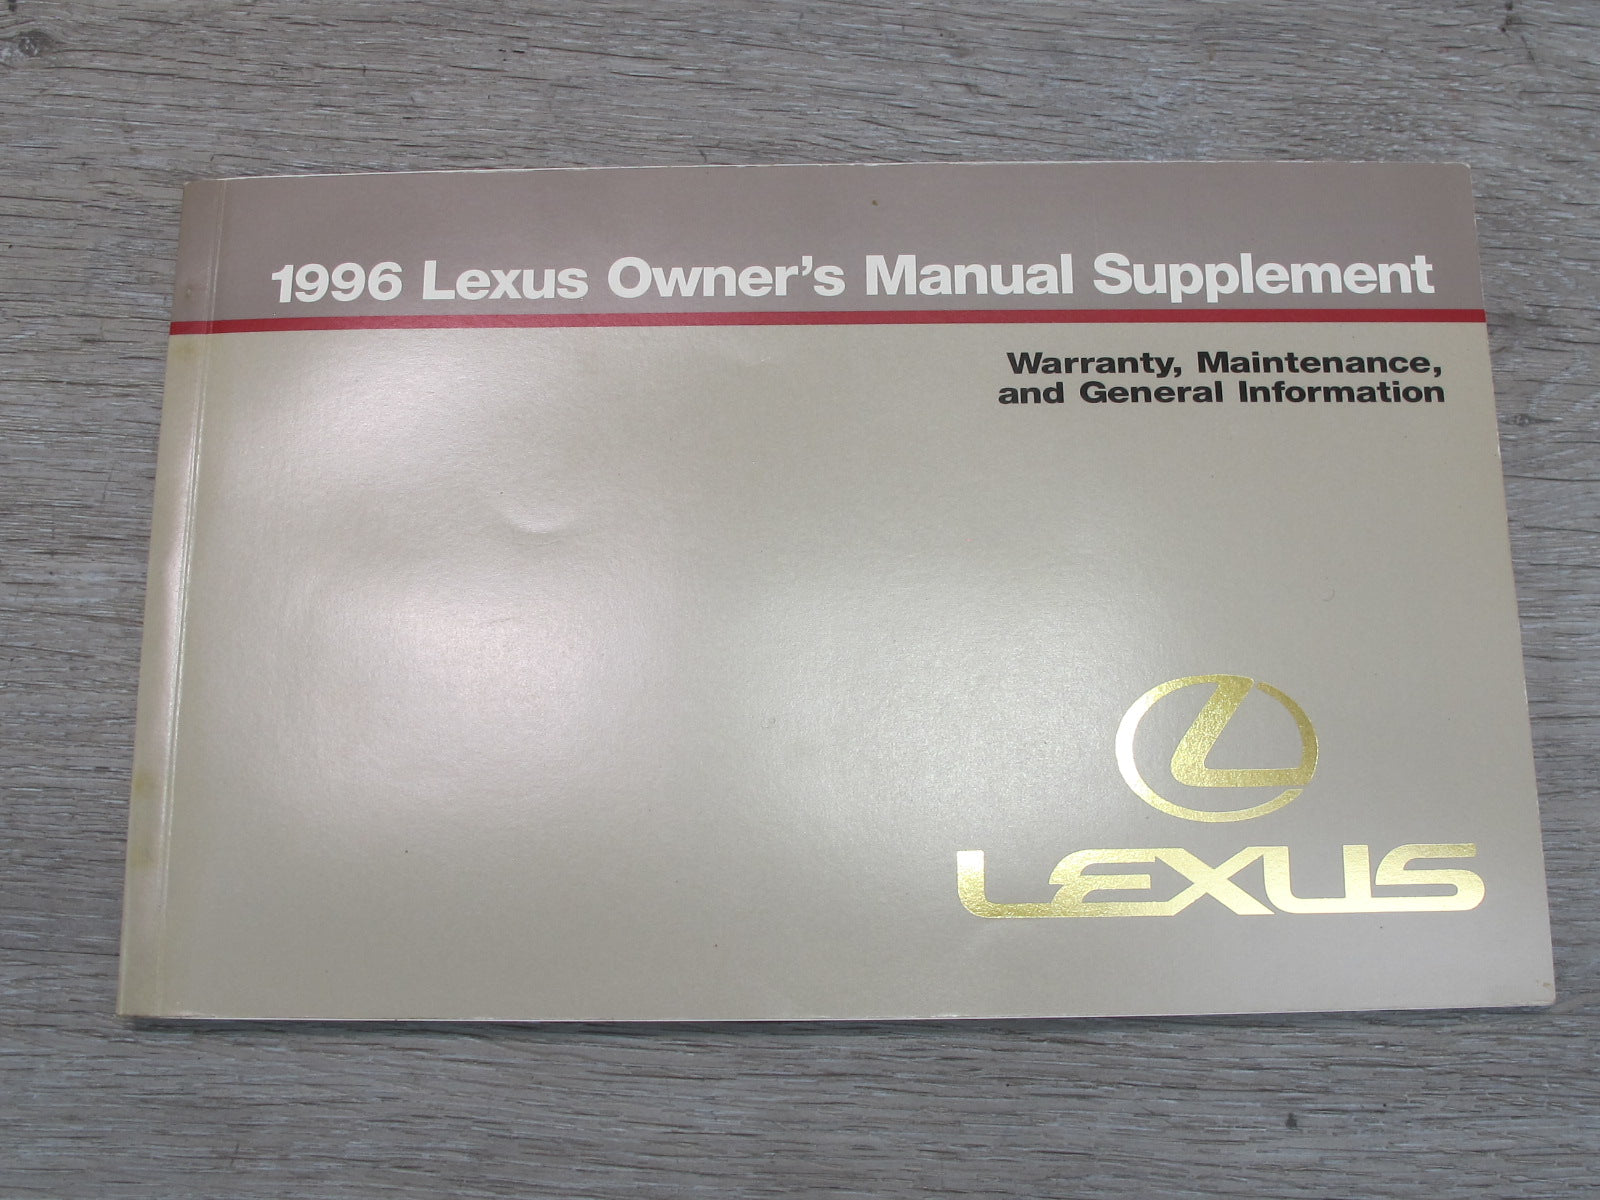 1996 Lexus Owner's Manual Supplement
Warranty, Maintenance,
and General Information
LEXUS